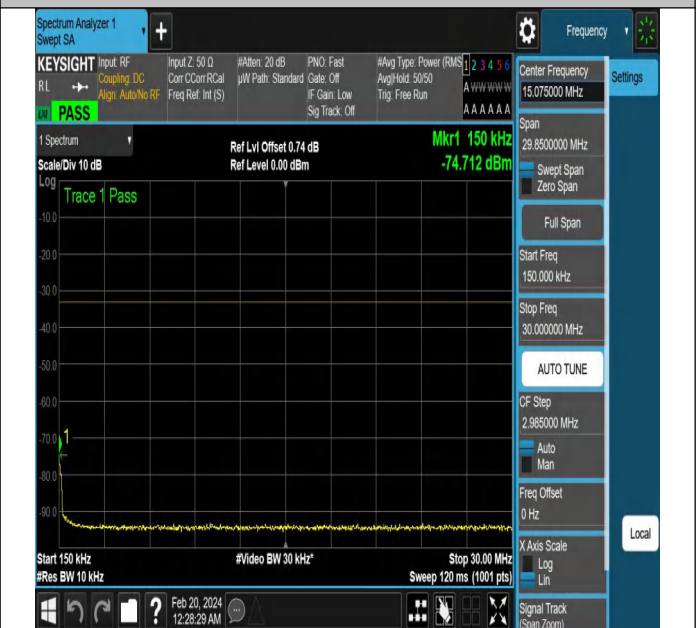 Spectrum Analyzer 1
Swept SA
+
Frequency
KEYSIGHT
RL
PASS
Input: RF
Coupling: DC
Align: Auto/No RF
Input Z: 50 Ω
Corr CCorr RCal
Freq Ref: Int (S)
#Atten: 20 dB
µW Path: Standard
PNO: Fast
Gate: Off
IF Gain: Low
Sig Track: Off
#Avg Type: Power (RMS
Avg|Hold: 50/50
Trig: Free Run
1 2 3 4 5 6
A W W W W W
A A A A A A
1 Spectrum
Scale/Div 10 dB
Ref Lvl Offset 0.74 dB
Ref Level 0.00 dBm
Mkr1 150 kHz
-74.712 dBm
Log
Trace 1 Pass
-10.0
-20.0
-30.0
-40.0
-50.0
-60.0
-70.0
-80.0
-90.0
1
Start 150 kHz
#Res BW 10 kHz
#Video BW 30 kHz*
Stop 30.00 MHz
Sweep 120 ms (1001 pts)
Feb 20, 2024
12:28:29 AM
?
Center Frequency
15.075000 MHz
Settings
Span
29.8500000 MHz
Swept Span
Zero Span
Full Span
Start Freq
150.000 kHz
Stop Freq
30.000000 MHz
AUTO TUNE
CF Step
2.985000 MHz
Auto
Man
Freq Offset
0 Hz
Local
X Axis Scale
Log
Lin
Signal Track
(Span Zoom)